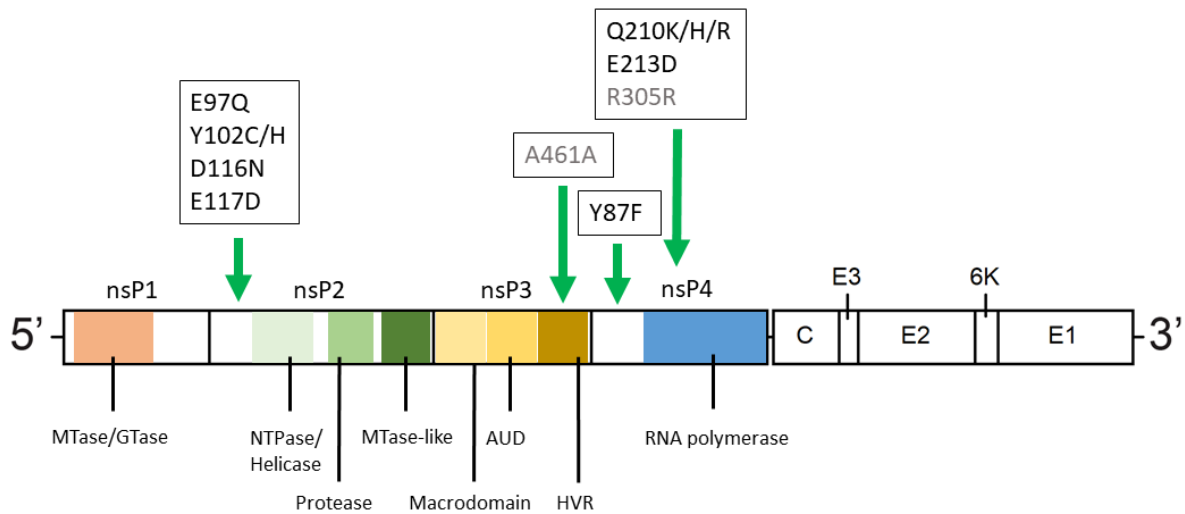 Q210K/H/R
E213D
R305R
E97Q
Y102C/H
D116N
E117D
A461A
Y87F
nsP1
nsP2
nsP3
nsP4
E3
6K
5’
C
E2
E1
3’
MTase/GTase
NTPase/
Helicase
MTase-like
AUD
RNA polymerase
Protease
Macrodomain
HVR